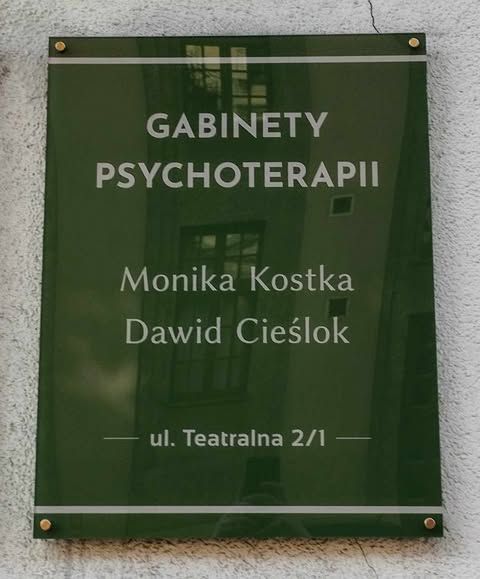 GABINETY
PSYCHOTERAPII
Monika Kostka
Dawid Cieślok
ul. Teatralna 2/1